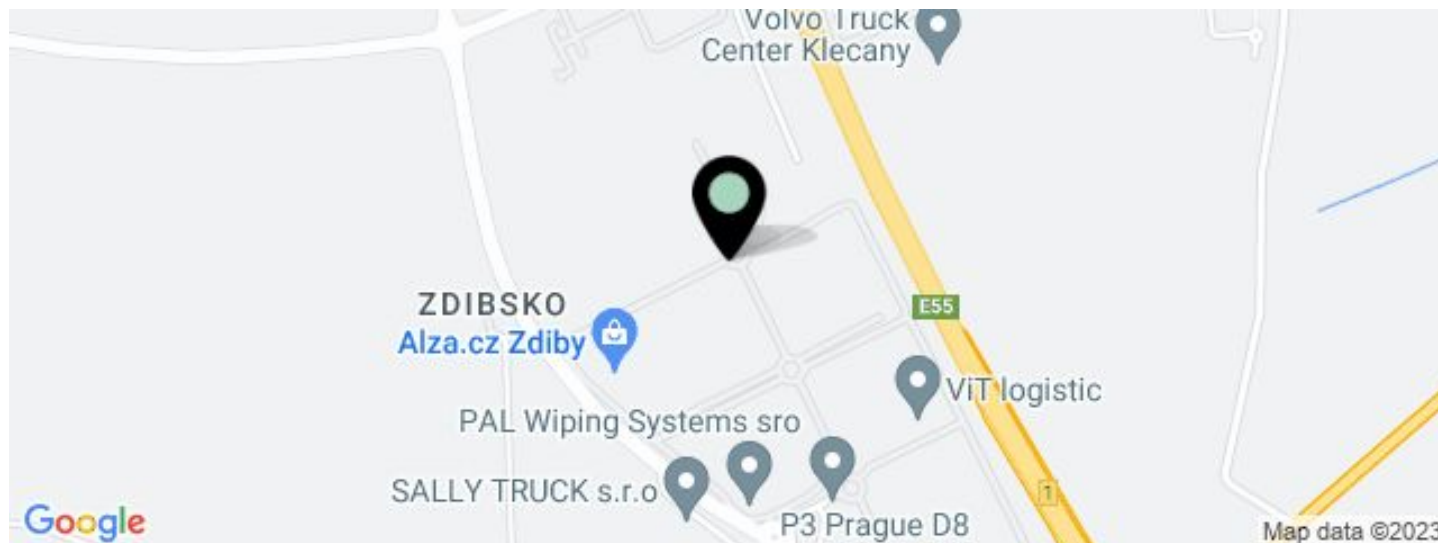 Volvo Truck
Center Klecany
ZDIBSKO
Alza.cz Zdiby
E55
ViT logistic
PAL Wiping Systems sro
SALLY TRUCK s.r.o
1
P3 Prague D8
Google
Map data ©2023